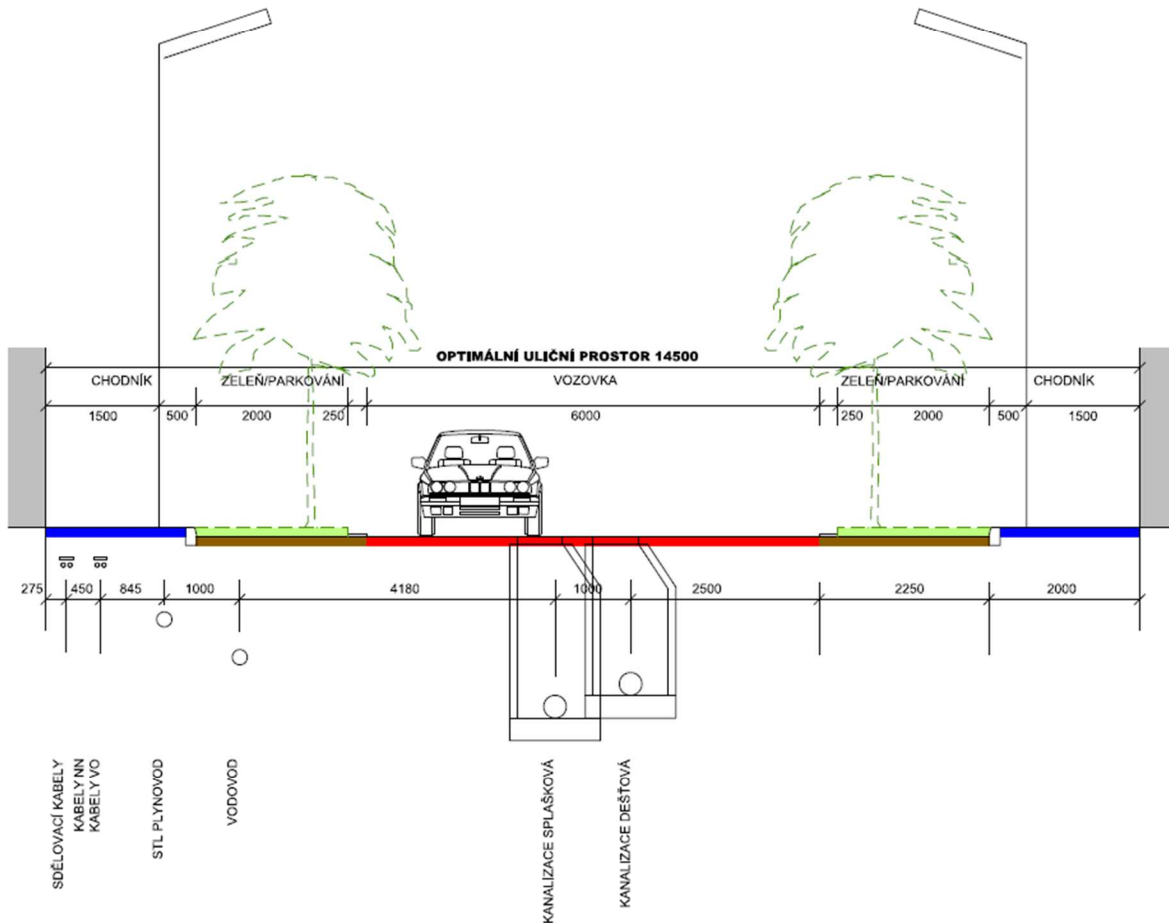 OPTIMÁLNÍ ULIČNÍ PROSTOR 14500
CHODNÍK ZELEŇ/PARKOVÁNÍ VOZOVKA ZELEŇ/PARKOVÁNÍ CHODNÍK
1500 500 2000 250 6000 250 2000 500 1500
275 450 845 1000 4180 1000 2500 2250 2000
SDĚLOVACÍ KABELY
KABELY NN
KABELY VO
STL PLYNOVOD
VODOVOD
KANALIZACE SPLAŠKOVÁ
KANALIZACE DEŠŤOVÁ